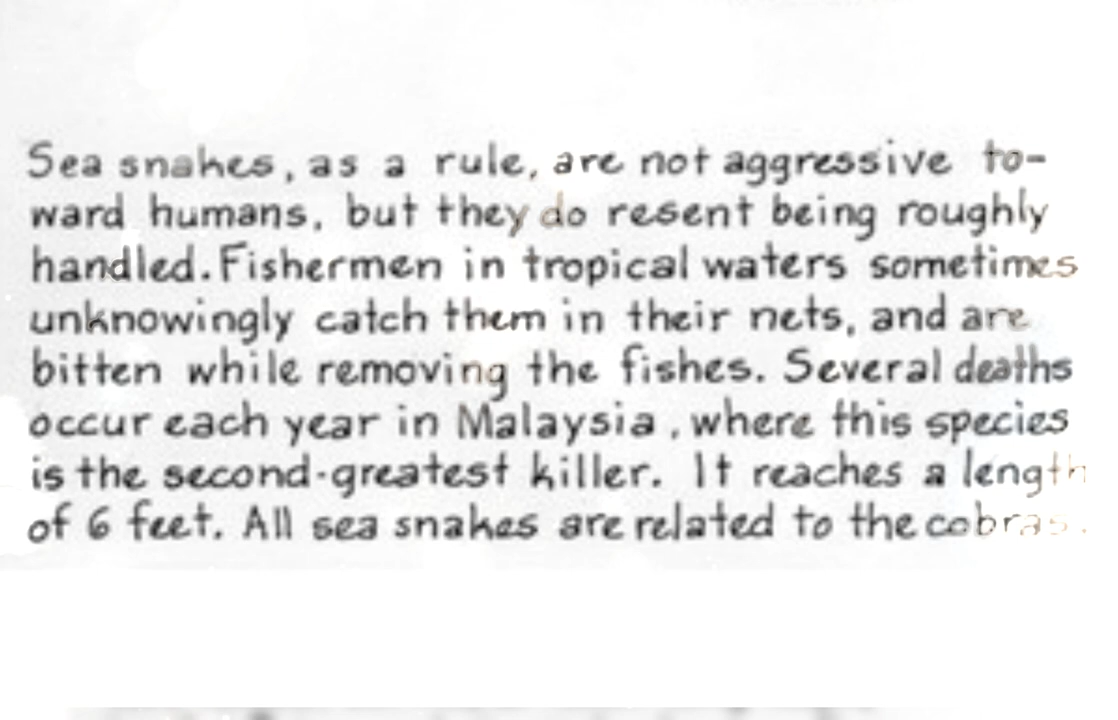 Sea snakes, as a rule, are not aggressive to-
ward humans, but they do resent being roughly
handled. Fishermen in tropical waters sometimes
unknowingly catch them in their nets, and are
bitten while removing the fishes. Several deaths
occur each year in Malaysia, where this species
is the second-greatest killer. It reaches a length
of 6 feet. All sea snakes are related to the cobras.